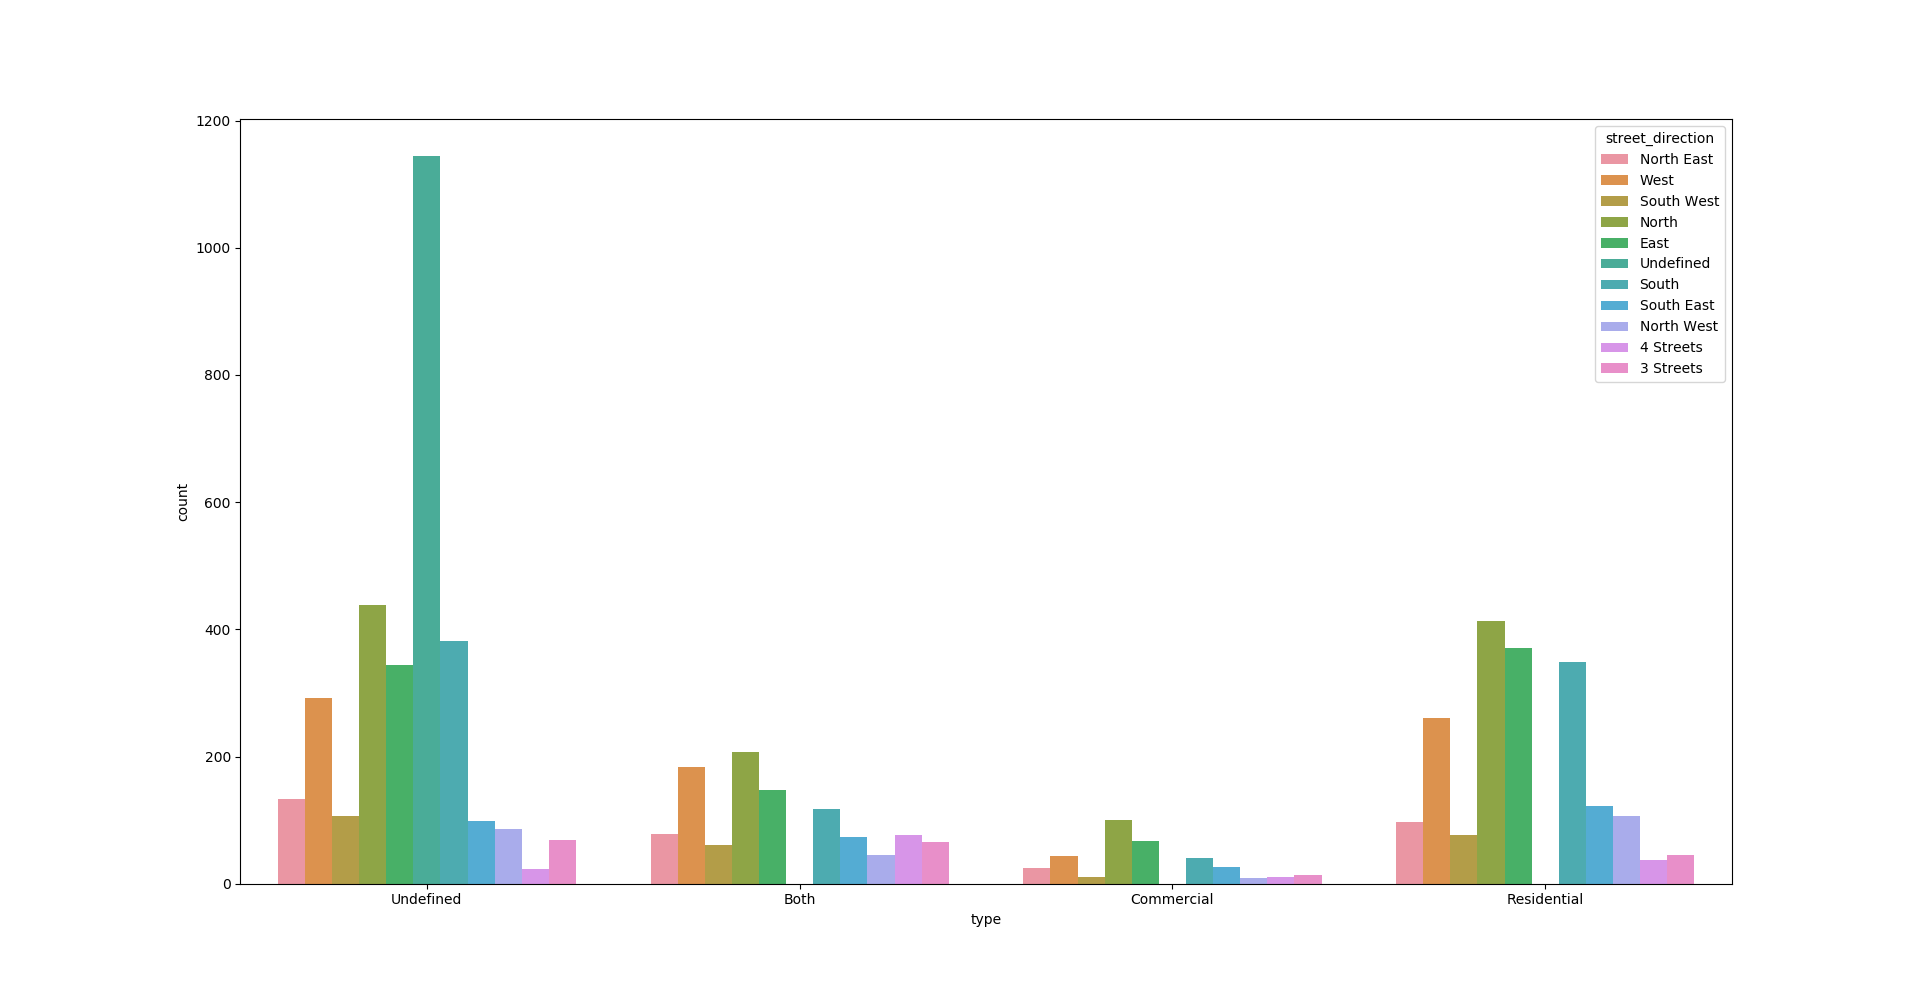 1200
1000
800
600
400
200
0
count
Undefined
Both
Commercial
Residential
type
street_direction
North East
West
South West
North
East
Undefined
South
South East
North West
4 Streets
3 Streets